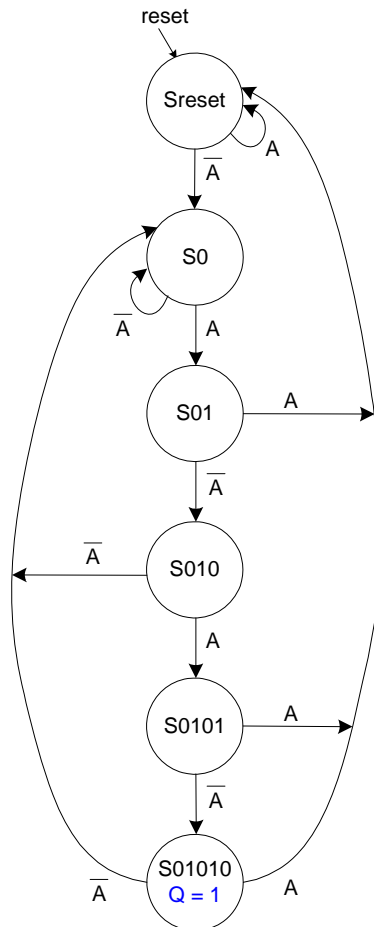 reset
Sreset
A
A̅
S0
A̅
A
S01
A
A̅
S010
A̅
A
S0101
A
A̅
S01010
Q = 1
A̅
A